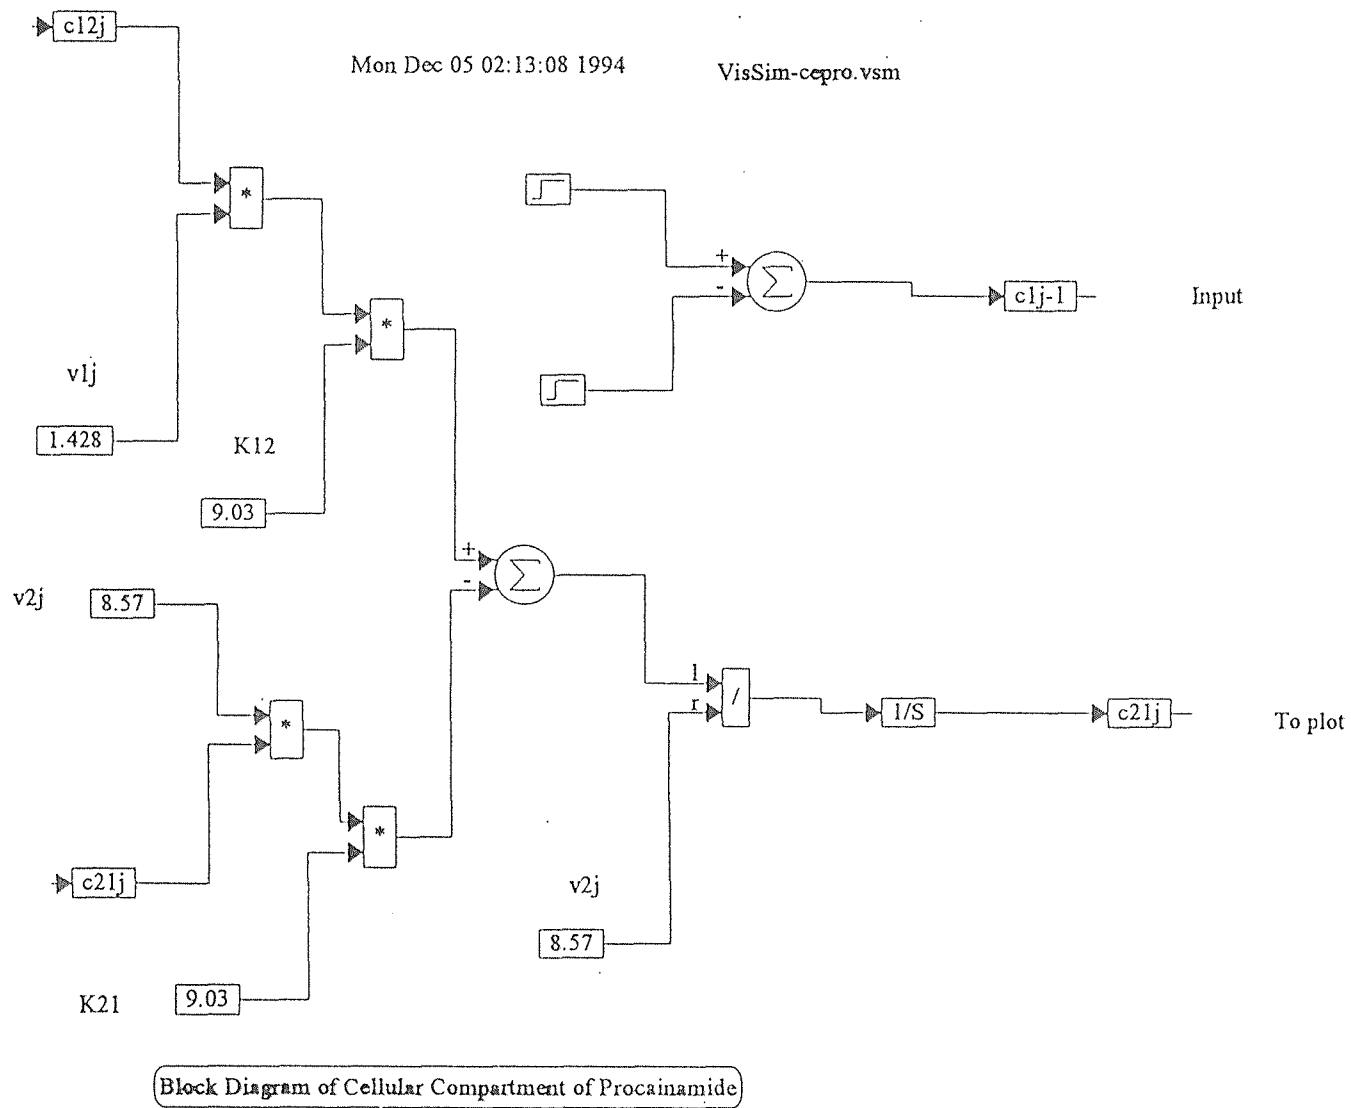 c12j
Mon Dec 05 02:13:08 1994
VisSim-cepro.vsm
*
+
-
Σ
c1j-1
Input
*
v1j
1.428
K12
9.03
+
-
Σ
v2j
8.57
l
r
/
1/S
c21j
To plot
*
*
c21j
v2j
8.57
K21
9.03
Block Diagram of Cellular Compartment of Procainamide